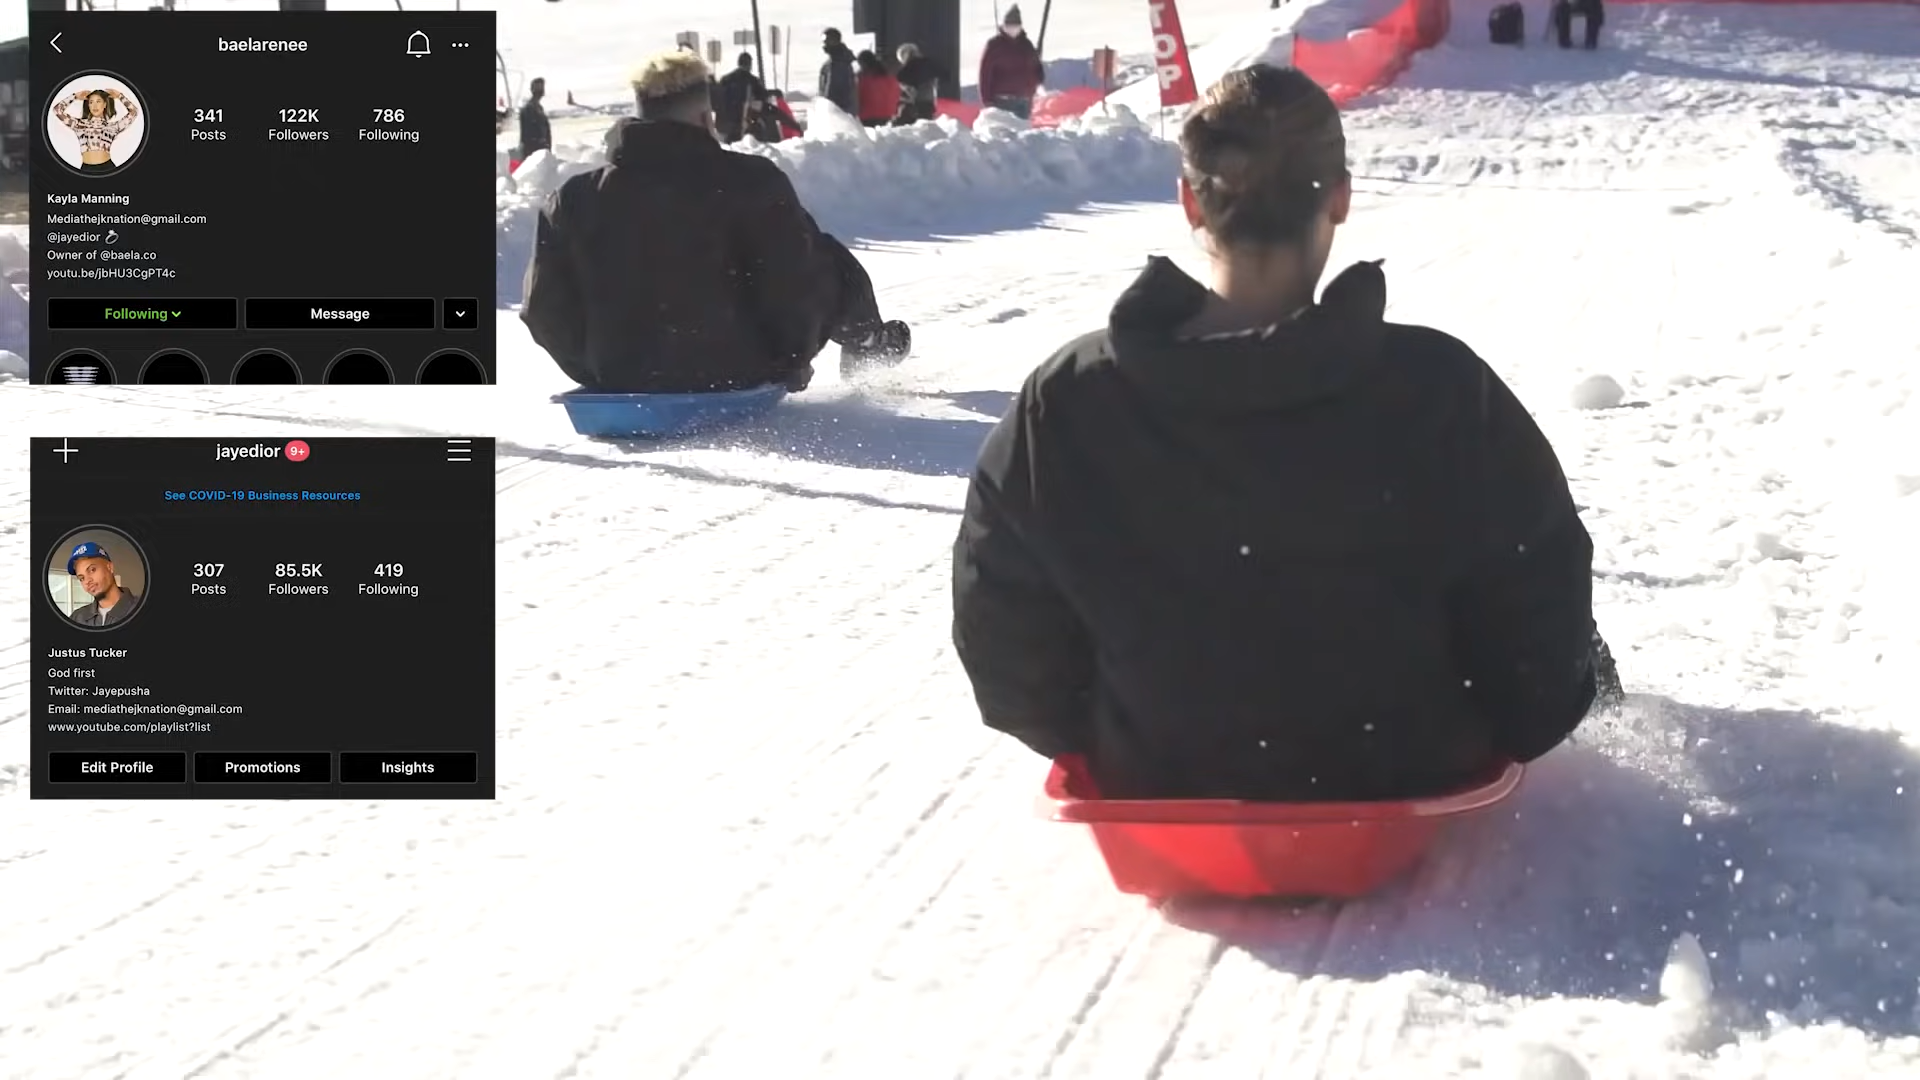 baelarenee
341
122K
786
Posts
Followers
Following
Kayla Manning
Mediathejknation@gmail.com
@jayedior
Owner of @baela.co
youtu.be/jbHU3CgPT4c
Following
Message
jayedior 9+
See COVID-19 Business Resources
307
85.5K
419
Posts
Followers
Following
Justus Tucker
God first
Twitter: Jayepusha
Email: mediathejknation@gmail.com
www.youtube.com/playlist?list
Edit Profile
Promotions
Insights
TOP